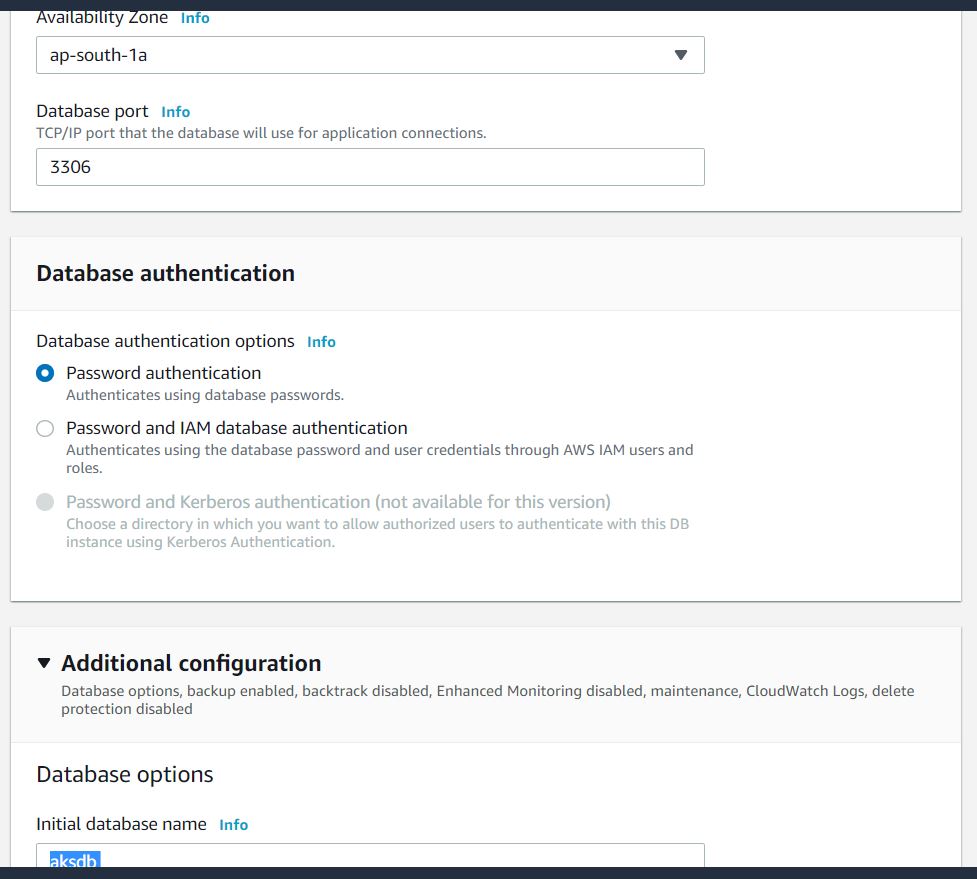 Availability Zone Info
ap-south-1a
Database port Info
TCP/IP port that the database will use for application connections.
3306
Database authentication
Database authentication options Info
Password authentication
Authenticates using database passwords.
Password and IAM database authentication
Authenticates using the database password and user credentials through AWS IAM users and
roles.
Password and Kerberos authentication (not available for this version)
Choose a directory in which you want to allow authorized users to authenticate with this DB
instance using Kerberos Authentication.
Additional configuration
Database options, backup enabled, backtrack disabled, Enhanced Monitoring disabled, maintenance, CloudWatch Logs, delete
protection disabled
Database options
Initial database name Info
aksdb